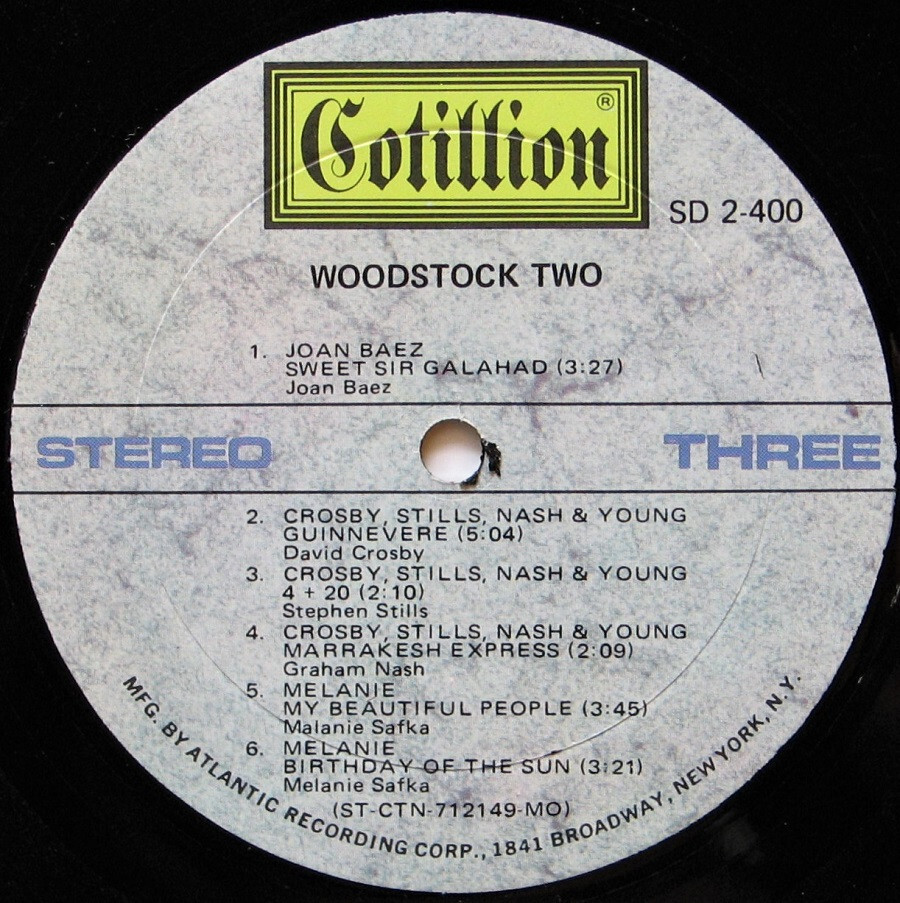 Cotillion®
SD 2-400
WOODSTOCK TWO
1. JOAN BAEZ
SWEET SIR GALAHAD (3:27)
Joan Baez
STEREO THREE
2. CROSBY, STILLS, NASH & YOUNG
GUINNEVERE (5:04)
David Crosby
3. CROSBY, STILLS, NASH & YOUNG
4 + 20 (2:10)
Stephen Stills
4. CROSBY, STILLS, NASH & YOUNG
MARRAKESH EXPRESS (2:09)
Graham Nash
5. MELANIE
MY BEAUTIFUL PEOPLE (3:45)
Malanie Safka
6. MELANIE
BIRTHDAY OF THE SUN (3:21)
Melanie Safka
(ST-CTN-712149-MO)
MFG. BY ATLANTIC RECORDING CORP., 1841 BROADWAY, NEW YORK, N.Y.